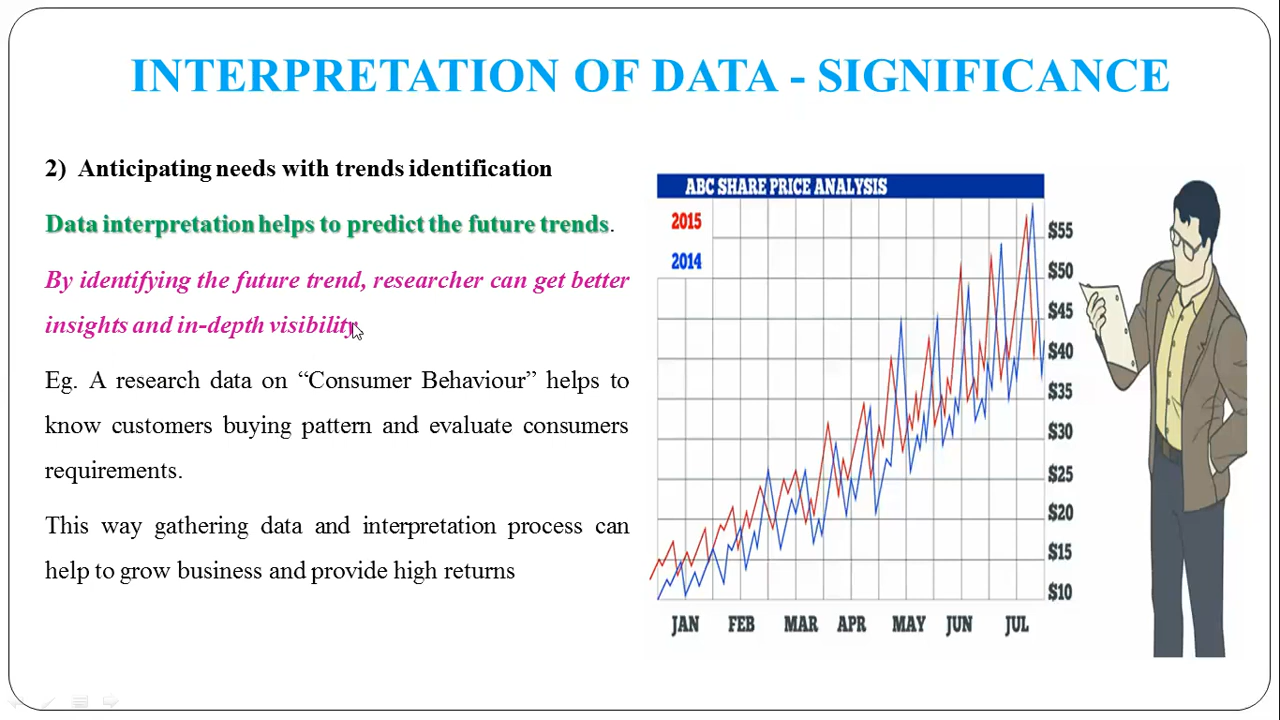 INTERPRETATION OF DATA - SIGNIFICANCE
2) Anticipating needs with trends identification
Data interpretation helps to predict the future trends.
By identifying the future trend, researcher can get better
insights and in-depth visibility.
Eg. A research data on “Consumer Behaviour” helps to
know customers buying pattern and evaluate consumers
requirements.
This way gathering data and interpretation process can
help to grow business and provide high returns
ABC SHARE PRICE ANALYSIS
2015
2014
$55
$50
$45
$40
$35
$30
$25
$20
$15
$10
JAN FEB MAR APR MAY JUN JUL